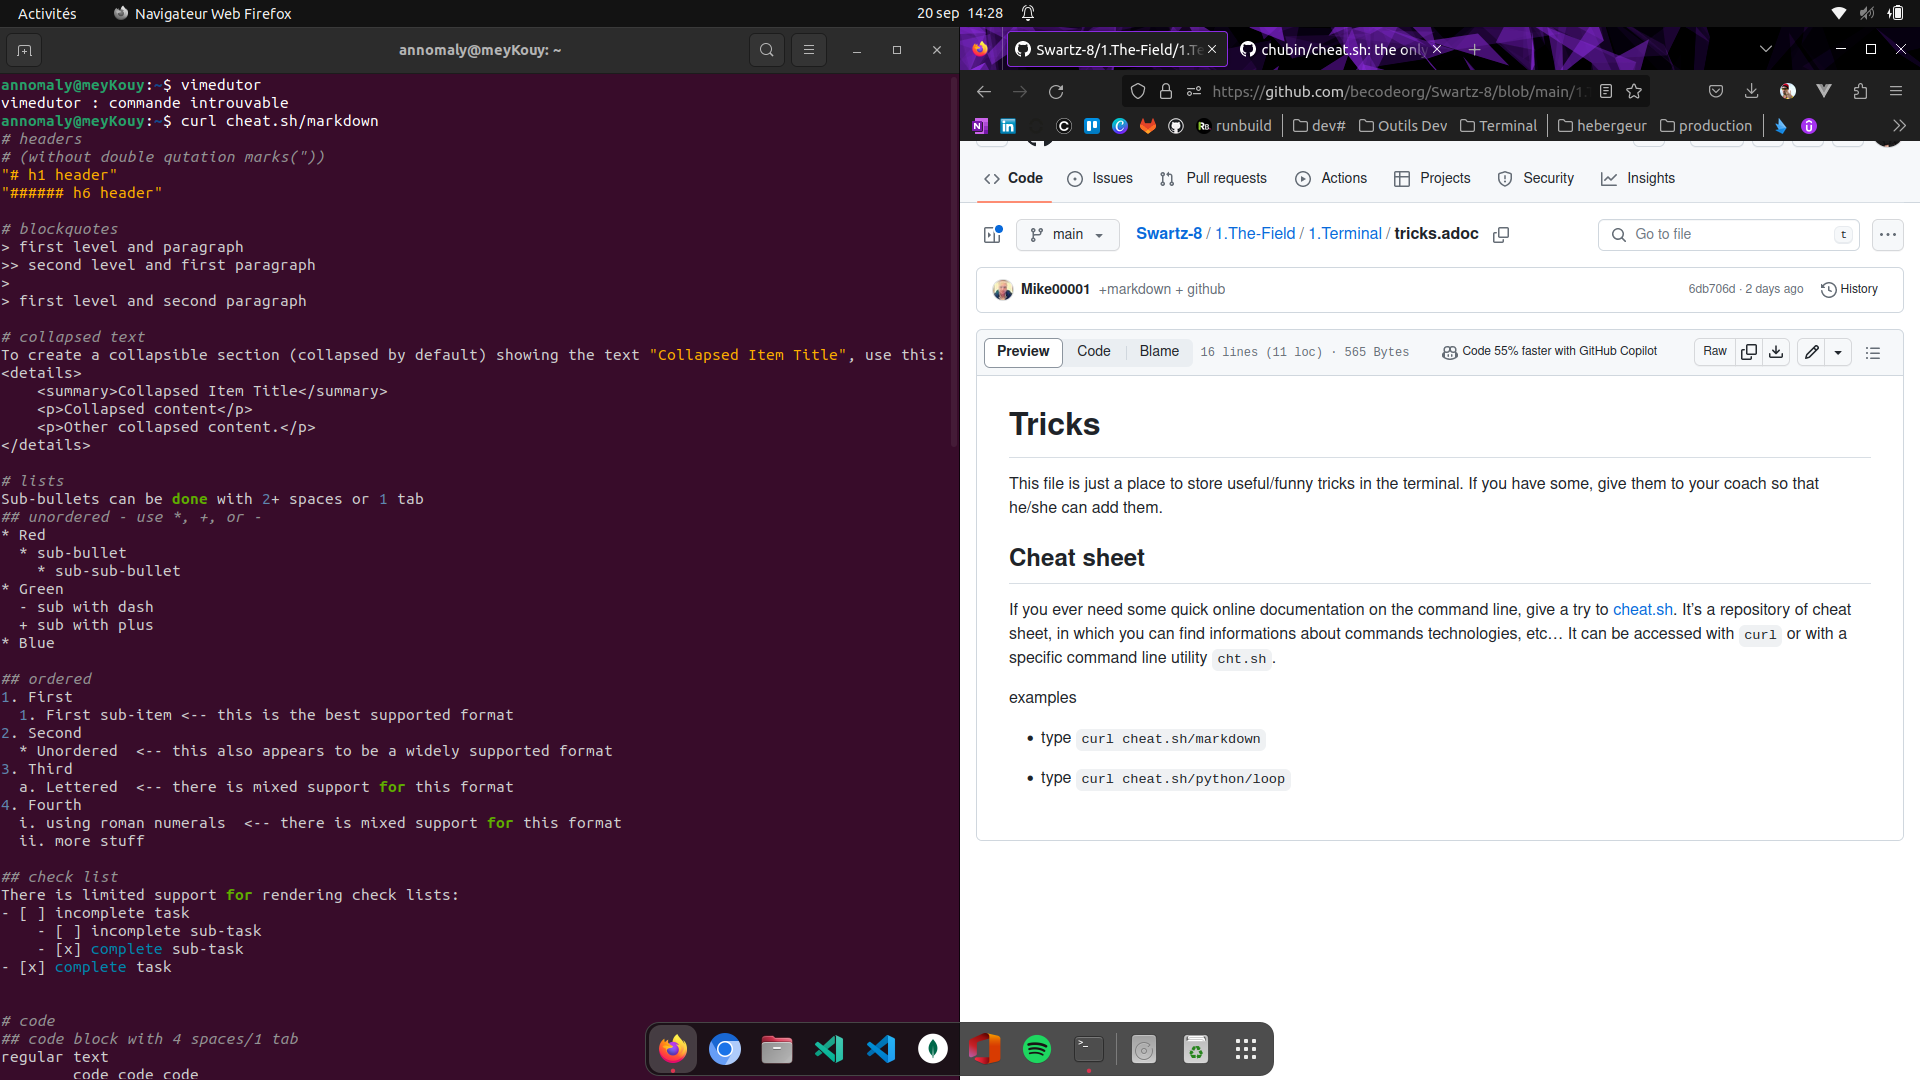 Activités
Navigateur Web Firefox
20 sep 14:28
annomaly@meyKouy: ~
annomaly@meyKouy:~$ vimedutor
vimedutor : commande introuvable
annomaly@meyKouy:~$ curl cheat.sh/markdown
# headers
# (without double qutation marks("))
"# h1 header"
"###### h6 header"
# blockquotes
> first level and paragraph
>> second level and first paragraph
>
> first level and second paragraph
# collapsed text
To create a collapsible section (collapsed by default) showing the text "Collapsed Item Title", use this:
<details>
    <summary>Collapsed Item Title</summary>
    <p>Collapsed content</p>
    <p>Other collapsed content.</p>
</details>
# lists
Sub-bullets can be done with 2+ spaces or 1 tab
## unordered - use *, +, or -
* Red
  * sub-bullet
    * sub-sub-bullet
* Green
  - sub with dash
  + sub with plus
* Blue
## ordered
1. First
  1. First sub-item <-- this is the best supported format
2. Second
  * Unordered  <-- this also appears to be a widely supported format
3. Third
  a. Lettered  <-- there is mixed support for this format
4. Fourth
  i. using roman numerals  <-- there is mixed support for this format
  ii. more stuff
## check list
There is limited support for rendering check lists:
- [ ] incomplete task
    - [ ] incomplete sub-task
    - [x] complete sub-task
- [x] complete task
# code
## code block with 4 spaces/1 tab
regular text
        code code code
Swartz-8/1.The-Field/1.Te
chubin/cheat.sh: the only
https://github.com/becodeorg/Swartz-8/blob/main/1.
runbuild
dev#
Outils Dev
Terminal
hebergeur
production
Code
Issues
Pull requests
Actions
Projects
Security
Insights
main
Swartz-8 / 1.The-Field / 1.Terminal / tricks.adoc
Go to file
t
Mike00001 +markdown + github
6db706d · 2 days ago
History
Preview
Code
Blame
16 lines (11 loc) · 565 Bytes
Code 55% faster with GitHub Copilot
Raw
Tricks
This file is just a place to store useful/funny tricks in the terminal. If you have some, give them to your coach so that
he/she can add them.
Cheat sheet
If you ever need some quick online documentation on the command line, give a try to cheat.sh. It’s a repository of cheat
sheet, in which you can find informations about commands technologies, etc… It can be accessed with curl or with a
specific command line utility cht.sh.
examples
• type curl cheat.sh/markdown
• type curl cheat.sh/python/loop